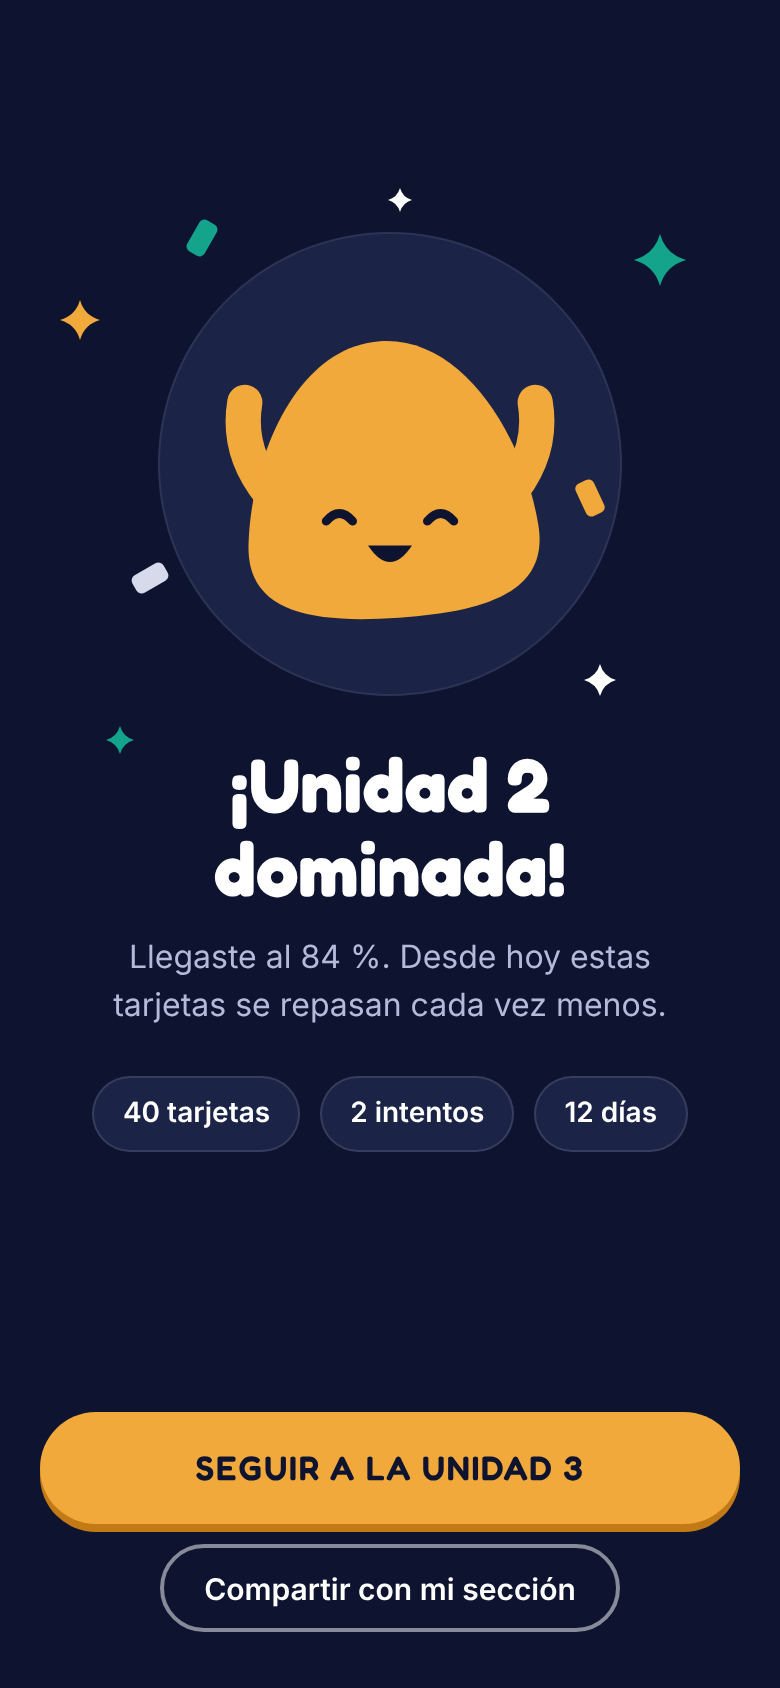 ¡Unidad 2
dominada!
Llegaste al 84 %. Desde hoy estas
tarjetas se repasan cada vez menos.
40 tarjetas
2 intentos
12 días
SEGUIR A LA UNIDAD 3
Compartir con mi sección